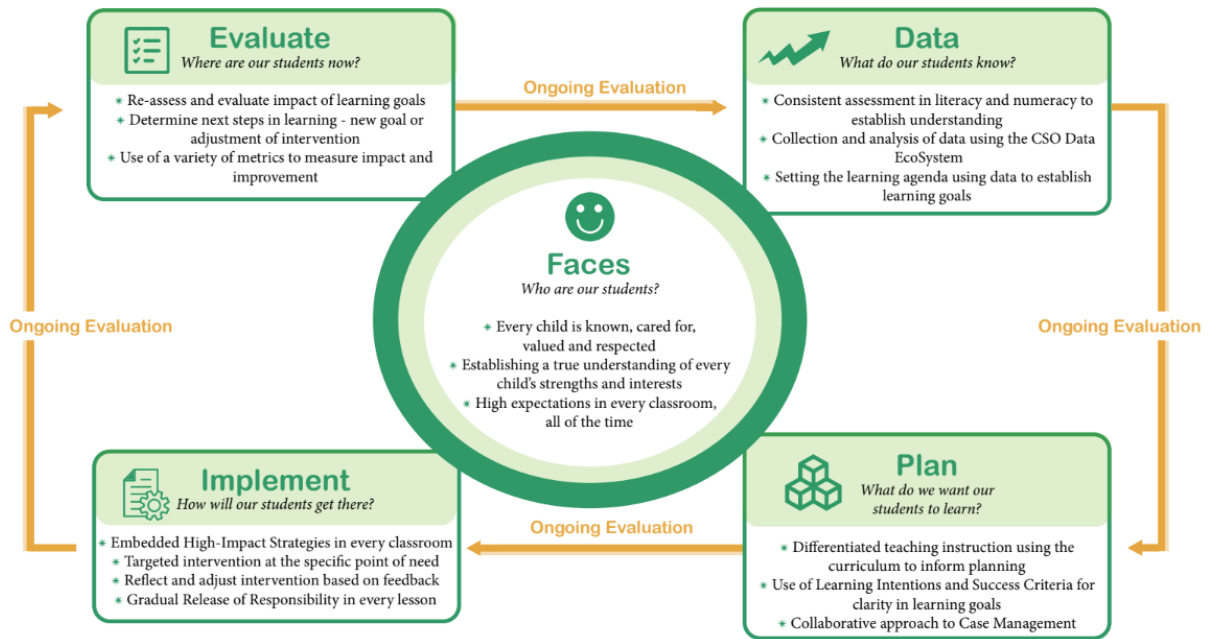 Evaluate
Where are our students now?
* Re-assess and evaluate impact of learning goals
* Determine next steps in learning - new goal or
adjustment of intervention
* Use of a variety of metrics to measure impact and
improvement
Ongoing Evaluation
Data
What do our students know?
* Consistent assessment in literacy and numeracy to
establish understanding
* Collection and analysis of data using the CSO Data
EcoSystem
* Setting the learning agenda using data to establish
learning goals
Faces
Who are our students?
* Every child is known, cared for,
valued and respected
* Establishing a true understanding of every
child's strengths and interests
* High expectations in every classroom,
all of the time
Ongoing Evaluation
Ongoing Evaluation
Implement
How will our students get there?
* Embedded High-Impact Strategies in every classroom
* Targeted intervention at the specific point of need
* Reflect and adjust intervention based on feedback
* Gradual Release of Responsibility in every lesson
Ongoing Evaluation
Plan
What do we want our
students to learn?
* Differentiated teaching instruction using the
curriculum to inform planning
* Use of Learning Intentions and Success Criteria for
clarity in learning goals
* Collaborative approach to Case Management